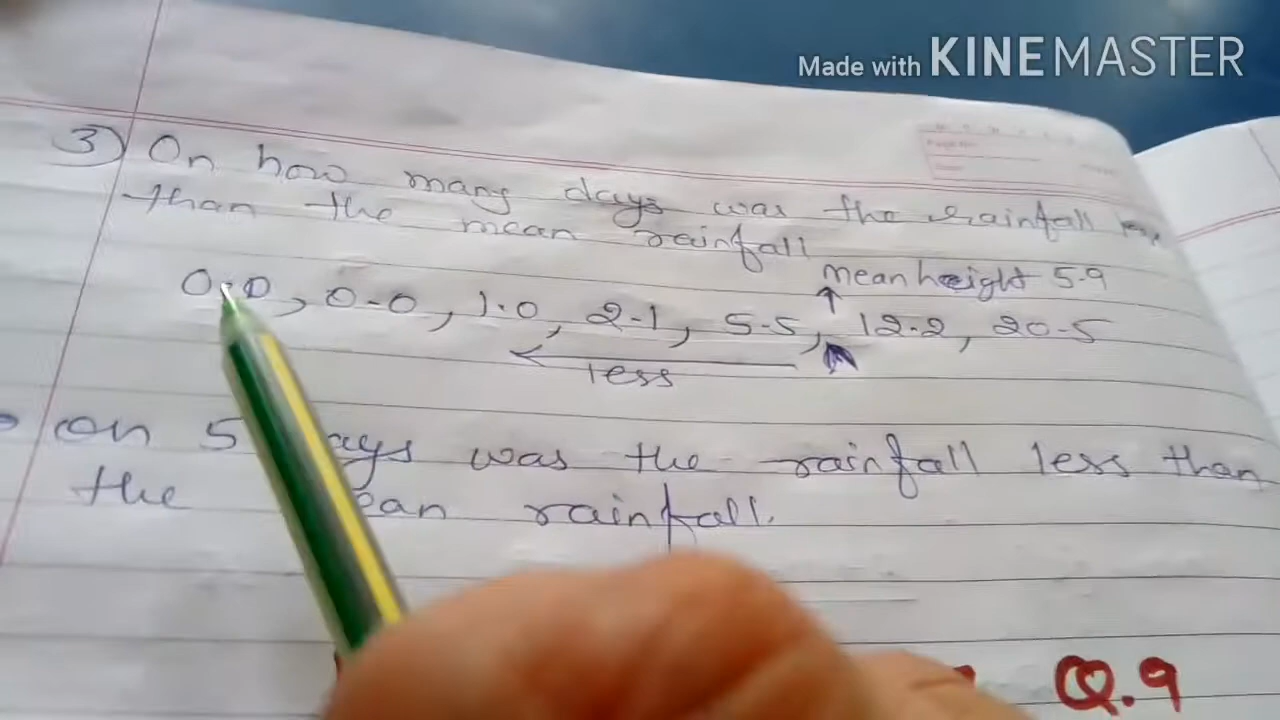 Made with KINEMASTER
3) On how many days was the rainfall
than the mean rainfall
mean height 5.9
0.0, 0.0, 1.0, 2.1, 5.5, 12.2, 20.5
less
on 5 ays was the rainfall less than
the ean rainfall.
Q.9